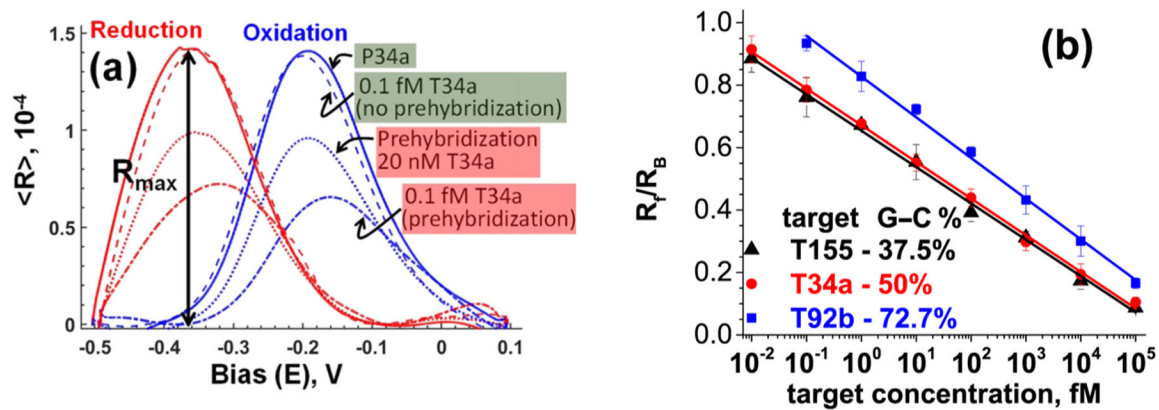 Reduction
Oxidation
(a)
P34a
0.1 fM T34a
(no prehybridization)
Prehybridization
20 nM T34a
0.1 fM T34a
(prehybridization)
Rmax
<R>, 10⁻⁴
1.5
1
0.5
0
-0.5 -0.4 -0.3 -0.2 -0.1 0 0.1
Bias (E), V
(b)
Rf/RB
1.0
0.8
0.6
0.4
0.2
0.0
target G–C %
T155 - 37.5%
T34a - 50%
T92b - 72.7%
10⁻² 10⁻¹ 10⁰ 10¹ 10² 10³ 10⁴ 10⁵
target concentration, fM